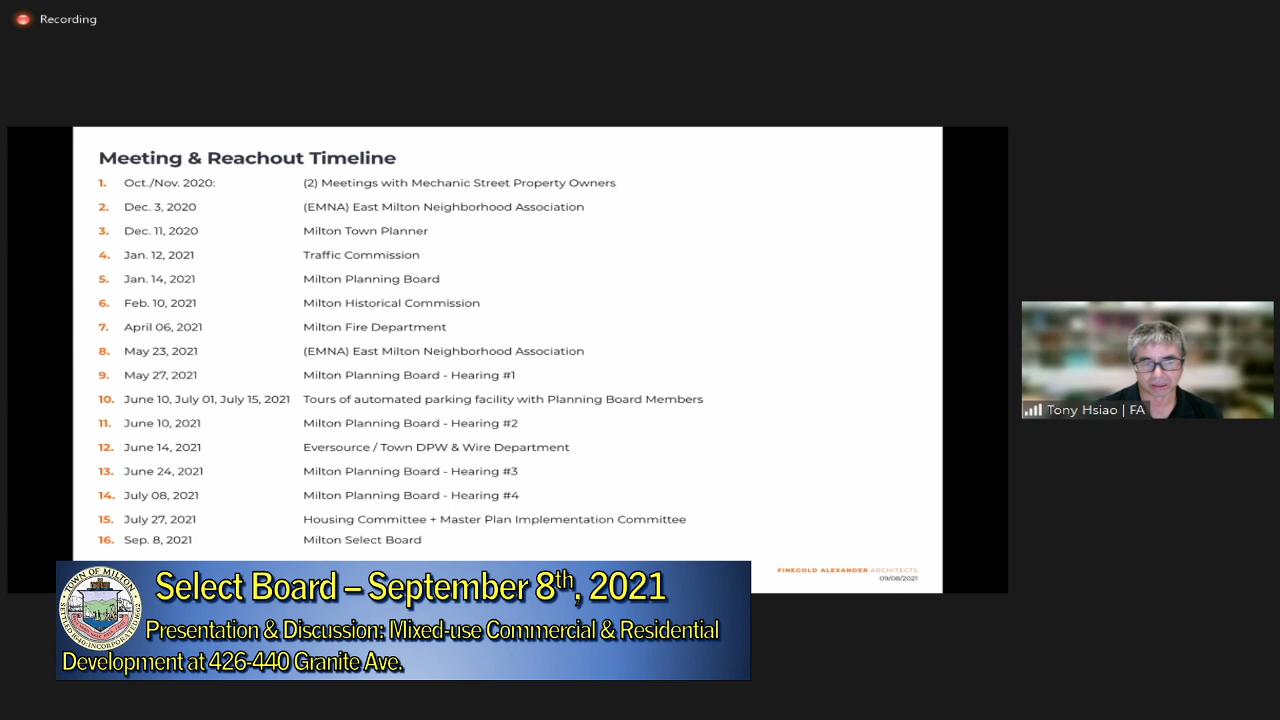 Recording
Meeting & Reachout Timeline
1. Oct./Nov. 2020: (2) Meetings with Mechanic Street Property Owners
2. Dec. 3, 2020 (EMNA) East Milton Neighborhood Association
3. Dec. 11, 2020 Milton Town Planner
4. Jan. 12, 2021 Traffic Commission
5. Jan. 14, 2021 Milton Planning Board
6. Feb. 10, 2021 Milton Historical Commission
7. April 06, 2021 Milton Fire Department
8. May 23, 2021 (EMNA) East Milton Neighborhood Association
9. May 27, 2021 Milton Planning Board - Hearing #1
10. June 10, July 01, July 15, 2021 Tours of automated parking facility with Planning Board Members
11. June 10, 2021 Milton Planning Board - Hearing #2
12. June 14, 2021 Eversource / Town DPW & Wire Department
13. June 24, 2021 Milton Planning Board - Hearing #3
14. July 08, 2021 Milton Planning Board - Hearing #4
15. July 27, 2021 Housing Committee + Master Plan Implementation Committee
16. Sep. 8, 2021 Milton Select Board
FINEGOLD ALEXANDER ARCHITECTS
09/08/2021
Tony Hsiao | FA
Select Board – September 8th, 2021
Presentation & Discussion: Mixed-use Commercial & Residential
Development at 426-440 Granite Ave.